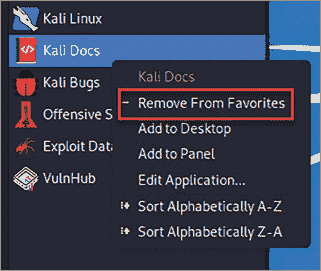 Kali Linux
Kali Docs
Kali Bugs
Offensive S
Exploit Data
VulnHub
Kali Docs
Remove From Favorites
Add to Desktop
Add to Panel
Edit Application...
Sort Alphabetically A-Z
Sort Alphabetically Z-A